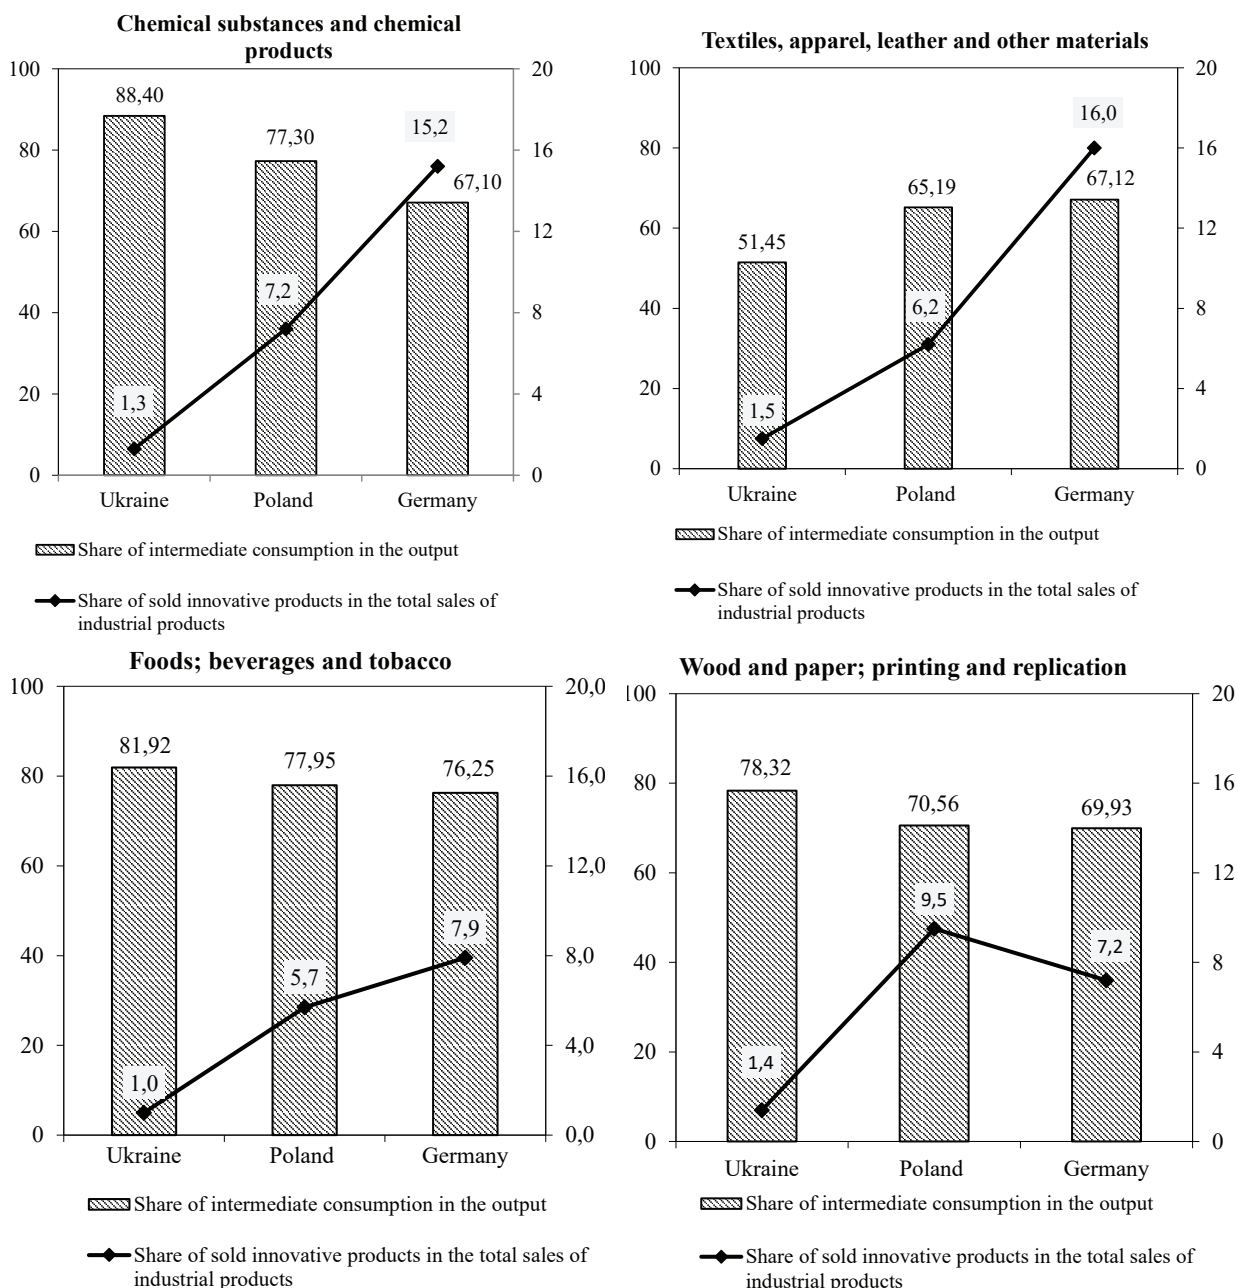 Chemical substances and chemical
products
100
80
60
40
20
0
20
16
12
8
4
0
88,40
77,30
67,10
1,3
7,2
15,2
Ukraine
Poland
Germany
Share of intermediate consumption in the output
Share of sold innovative products in the total sales of
industrial products
Textiles, apparel, leather and other materials
100
80
60
40
20
0
20
16
12
8
4
0
51,45
65,19
67,12
1,5
6,2
16,0
Ukraine
Poland
Germany
Share of intermediate consumption in the output
Share of sold innovative products in the total sales of
industrial products
Foods; beverages and tobacco
100
80
60
40
20
0
20,0
16,0
12,0
8,0
4,0
0,0
81,92
77,95
76,25
1,0
5,7
7,9
Ukraine
Poland
Germany
Share of intermediate consumption in the output
Share of sold innovative products in the total sales of
industrial products
Wood and paper; printing and replication
100
80
60
40
20
0
20
16
12
8
4
0
78,32
70,56
69,93
1,4
9,5
7,2
Ukraine
Poland
Germany
Share of intermediate consumption in the output
Share of sold innovative products in the total sales of
industrial products